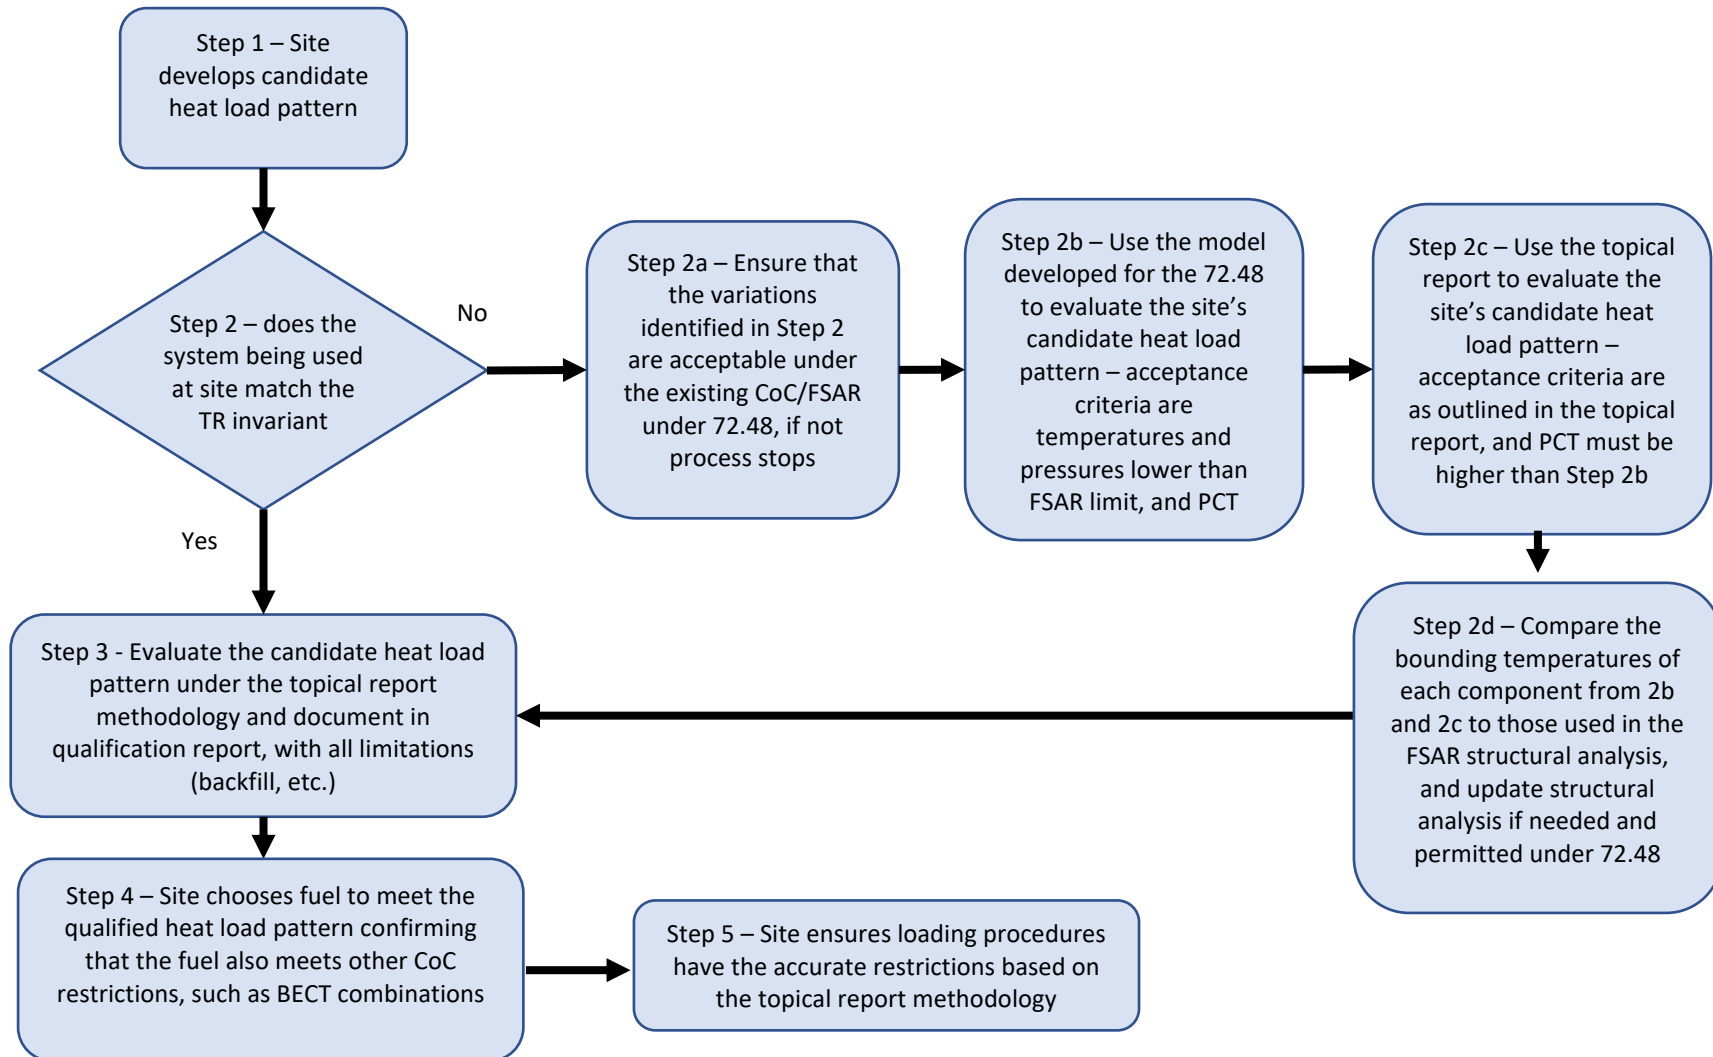 Step 1 – Site
develops candidate
heat load pattern
Step 2 – does the
system being used
at site match the
TR invariant
No
Yes
Step 2a – Ensure that
the variations
identified in Step 2
are acceptable under
the existing CoC/FSAR
under 72.48, if not
process stops
Step 2b – Use the model
developed for the 72.48
to evaluate the site’s
candidate heat load
pattern – acceptance
criteria are
temperatures and
pressures lower than
FSAR limit, and PCT
Step 2c – Use the topical
report to evaluate the
site’s candidate heat
load pattern –
acceptance criteria are
as outlined in the topical
report, and PCT must be
higher than Step 2b
Step 2d – Compare the
bounding temperatures of
each component from 2b
and 2c to those used in the
FSAR structural analysis,
and update structural
analysis if needed and
permitted under 72.48
Step 3 - Evaluate the candidate heat load
pattern under the topical report
methodology and document in
qualification report, with all limitations
(backfill, etc.)
Step 4 – Site chooses fuel to meet the
qualified heat load pattern confirming
that the fuel also meets other CoC
restrictions, such as BECT combinations
Step 5 – Site ensures loading procedures
have the accurate restrictions based on
the topical report methodology